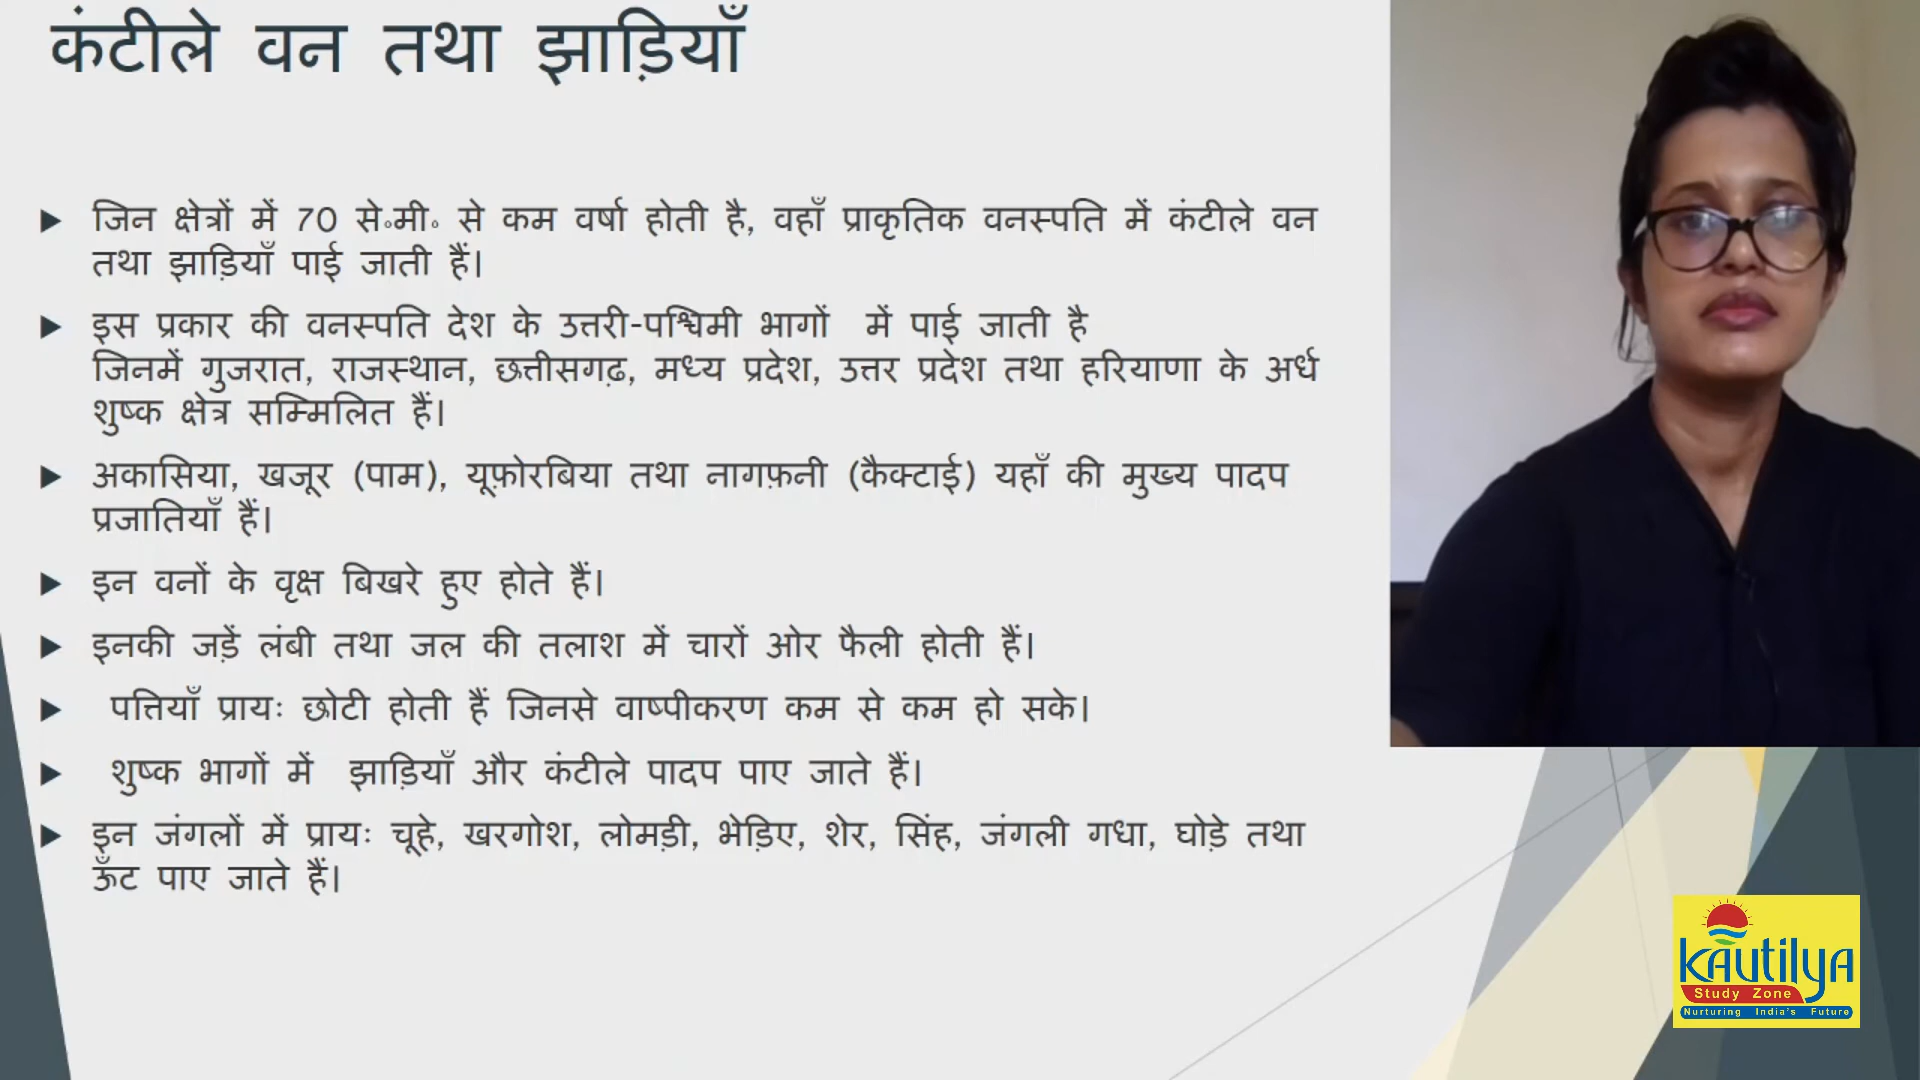 कंटीले वन तथा झाड़ियाँ
जिन क्षेत्रों में 70 से॰मी॰ से कम वर्षा होती है, वहाँ प्राकृतिक वनस्पति में कंटीले वन
तथा झाड़ियाँ पाई जाती हैं।
इस प्रकार की वनस्पति देश के उत्तरी-पश्चिमी भागों में पाई जाती है
जिनमें गुजरात, राजस्थान, छत्तीसगढ़, मध्य प्रदेश, उत्तर प्रदेश तथा हरियाणा के अर्ध
शुष्क क्षेत्र सम्मिलित हैं।
अकासिया, खजूर (पाम), यूफ़ोरबिया तथा नागफ़नी (कैक्टाई) यहाँ की मुख्य पादप
प्रजातियाँ हैं।
इन वनों के वृक्ष बिखरे हुए होते हैं।
इनकी जड़ें लंबी तथा जल की तलाश में चारों ओर फैली होती हैं।
पत्तियाँ प्रायः छोटी होती हैं जिनसे वाष्पीकरण कम से कम हो सके।
शुष्क भागों में झाड़ियाँ और कंटीले पादप पाए जाते हैं।
इन जंगलों में प्रायः चूहे, खरगोश, लोमड़ी, भेड़िए, शेर, सिंह, जंगली गधा, घोड़े तथा
ऊँट पाए जाते हैं।
kautilya
Study Zone
Nurturing India's Future